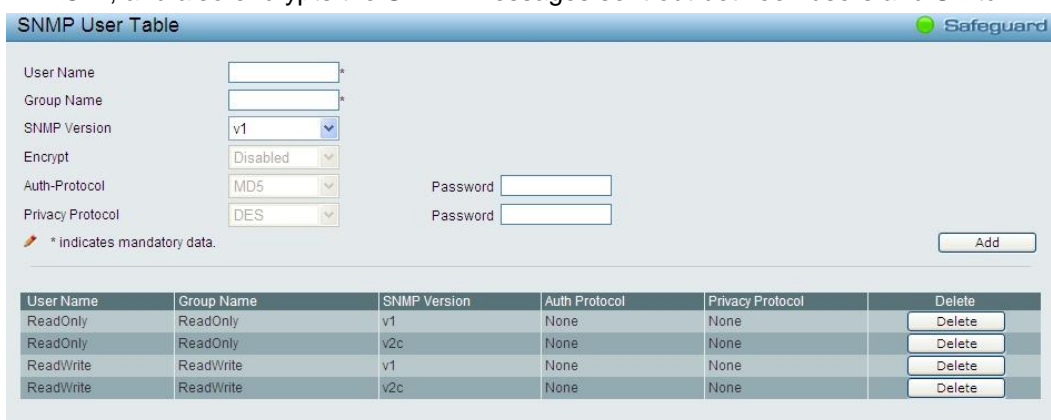 SNMP User Table Safeguard
User Name *
Group Name *
SNMP Version v1
Encrypt Disabled
Auth-Protocol MD5 Password
Privacy Protocol DES Password
* indicates mandatory data. Add
User Name Group Name SNMP Version Auth Protocol Privacy Protocol Delete
ReadOnly ReadOnly v1 None None Delete
ReadOnly ReadOnly v2c None None Delete
ReadWrite ReadWrite v1 None None Delete
ReadWrite ReadWrite v2c None None Delete